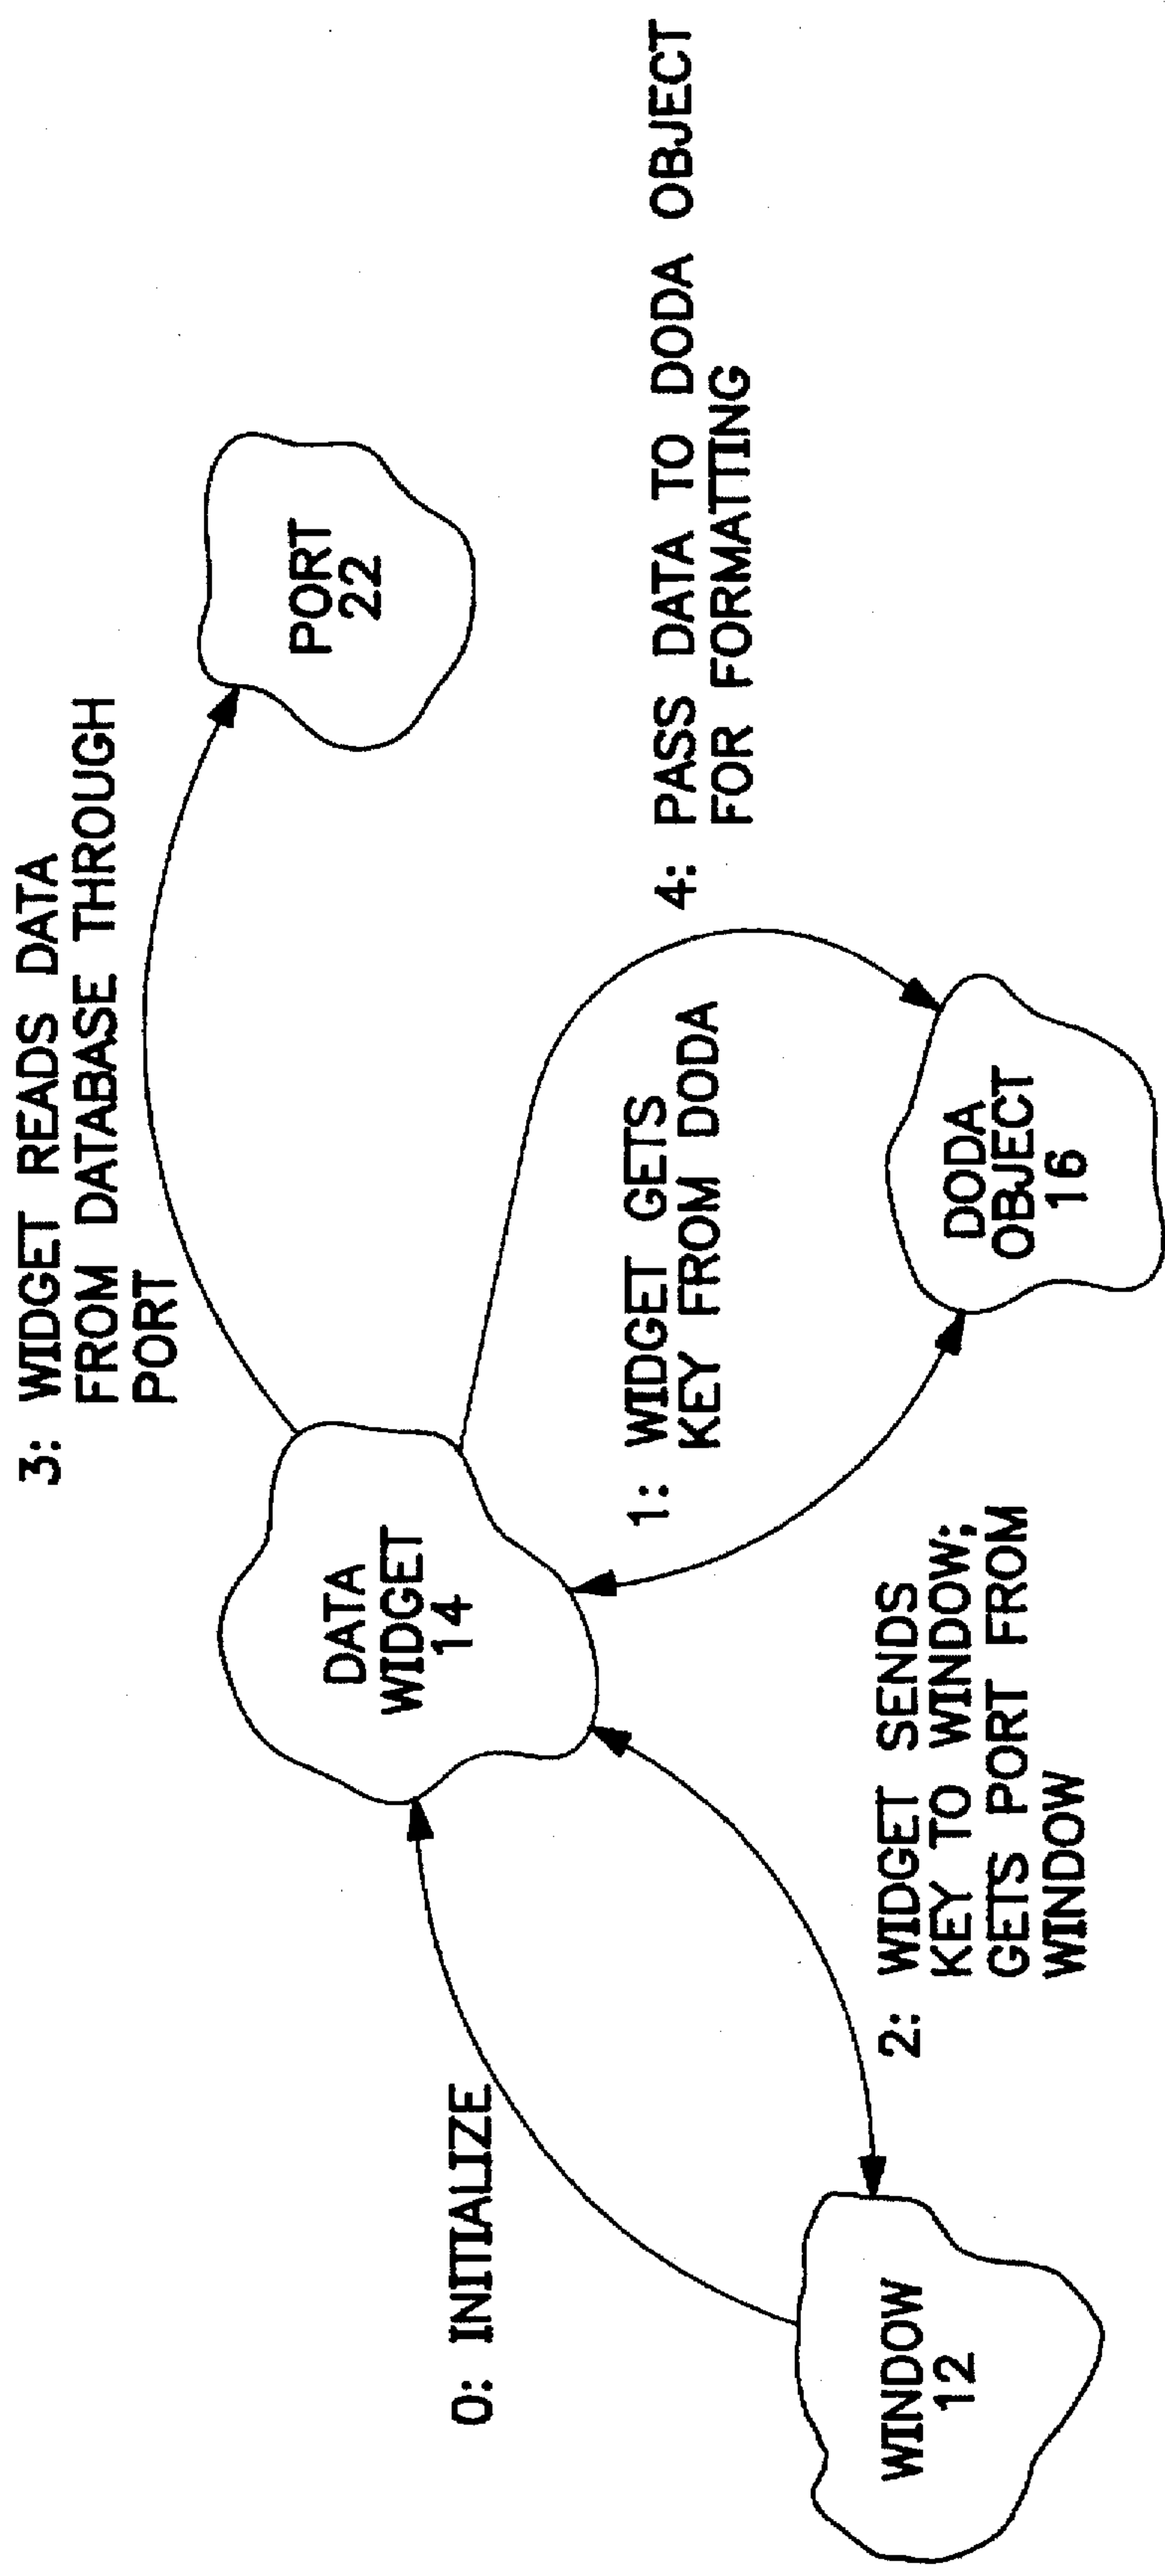 3: WIDGET READS DATA
FROM DATABASE THROUGH
PORT
PORT
22
DATA
WIDGET
14
0: INITIALIZE
1: WIDGET GETS
KEY FROM DODA
4: PASS DATA TO DODA OBJECT
FOR FORMATTING
2: WIDGET SENDS
KEY TO WINDOW;
GETS PORT FROM
WINDOW
WINDOW
12
DODA
OBJECT
16